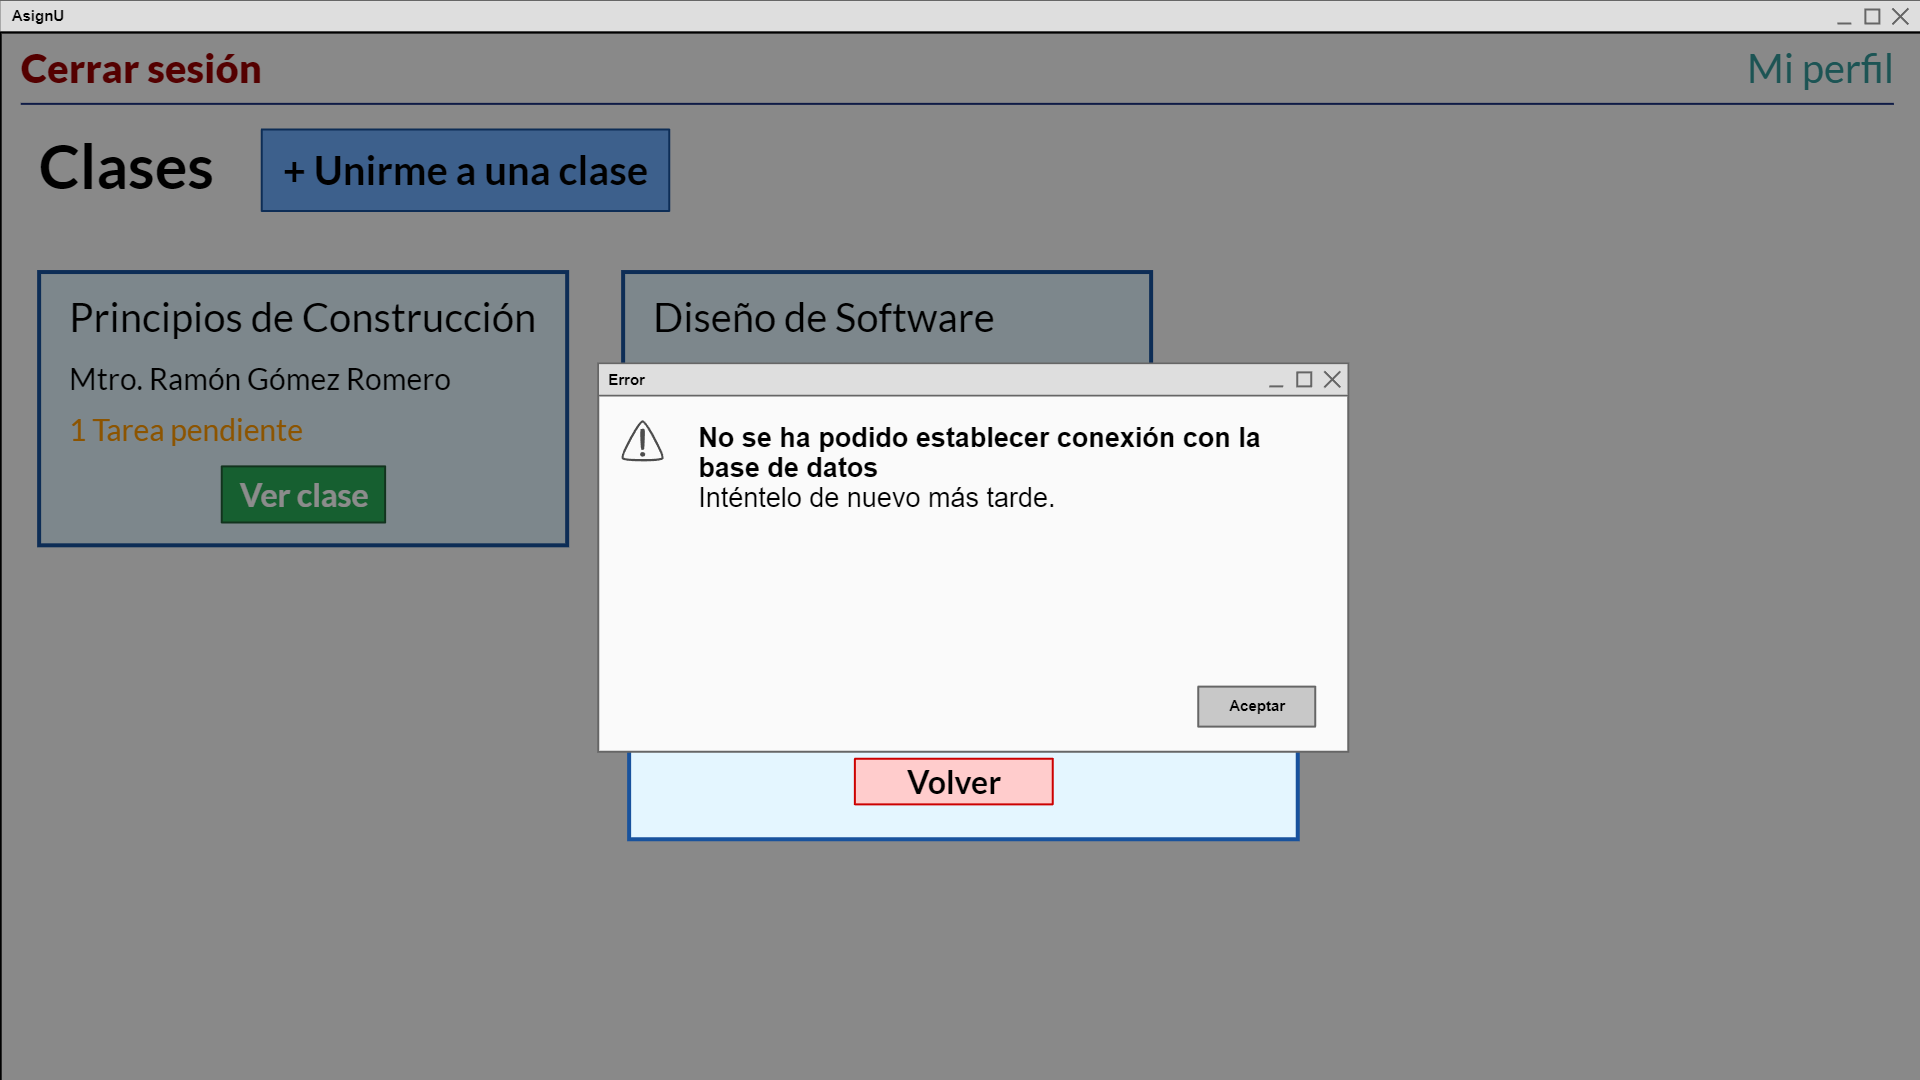 AsignU
Cerrar sesión
Mi perfil
Clases
+ Unirme a una clase
Principios de Construcción
Mtro. Ramón Gómez Romero
1 Tarea pendiente
Ver clase
Diseño de Software
Error
No se ha podido establecer conexión con la
base de datos
Inténtelo de nuevo más tarde.
Aceptar
Volver